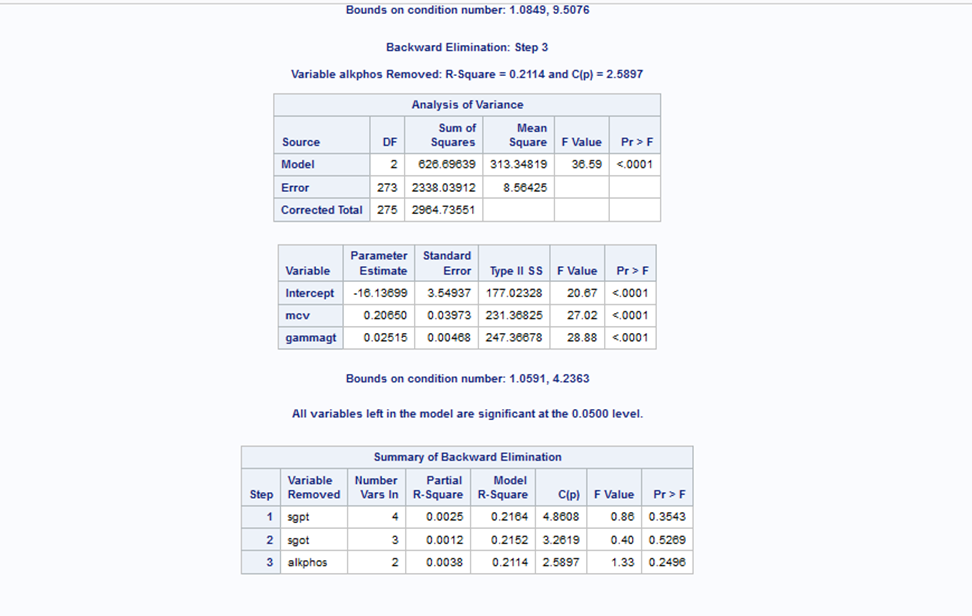 Bounds on condition number: 1.0849, 9.5076
Backward Elimination: Step 3
Variable alkphos Removed: R-Square = 0.2114 and C(p) = 2.5897
Analysis of Variance
Source DF Sum of Squares Mean Square F Value Pr > F
Model 2 626.69639 313.34819 36.59 <.0001
Error 273 2338.03912 8.56425
Corrected Total 275 2964.73551
Variable Parameter Estimate Standard Error Type II SS F Value Pr > F
Intercept -16.13699 3.54937 177.02328 20.67 <.0001
mcv 0.20650 0.03973 231.36825 27.02 <.0001
gammagt 0.02515 0.00468 247.36678 28.88 <.0001
Bounds on condition number: 1.0591, 4.2363
All variables left in the model are significant at the 0.0500 level.
Summary of Backward Elimination
Step Variable Removed Number Vars In Partial R-Square Model R-Square C(p) F Value Pr > F
1 sgpt 4 0.0025 0.2164 4.8608 0.86 0.3543
2 sgot 3 0.0012 0.2152 3.2619 0.40 0.5269
3 alkphos 2 0.0038 0.2114 2.5897 1.33 0.2496